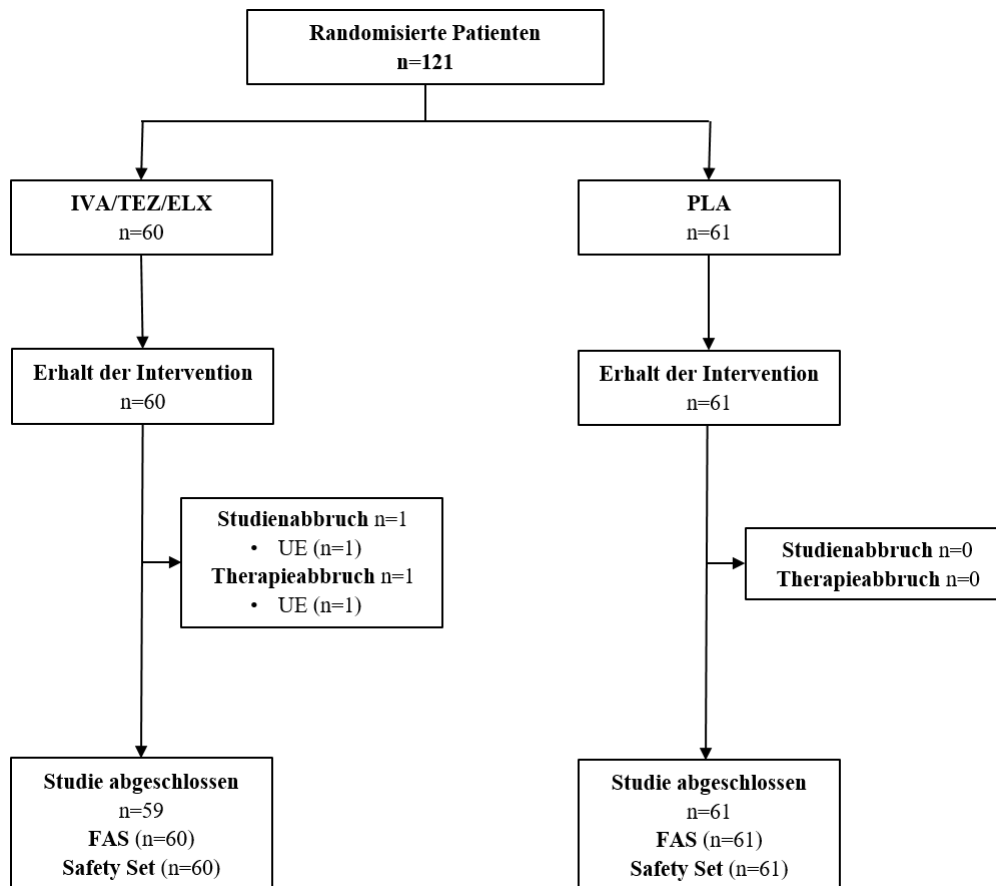 Randomisierte Patienten
n=121
IVA/TEZ/ELX
n=60
PLA
n=61
Erhalt der Intervention
n=60
Erhalt der Intervention
n=61
Studienabbruch n=1
• UE (n=1)
Therapieabbruch n=1
• UE (n=1)
Studienabbruch n=0
Therapieabbruch n=0
Studie abgeschlossen
n=59
FAS (n=60)
Safety Set (n=60)
Studie abgeschlossen
n=61
FAS (n=61)
Safety Set (n=61)